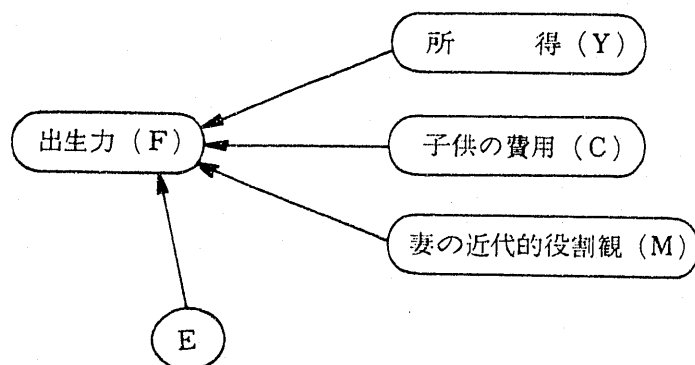 所　　得（Y）
出生力（F）
子供の費用（C）
妻の近代的役割観（M）
E